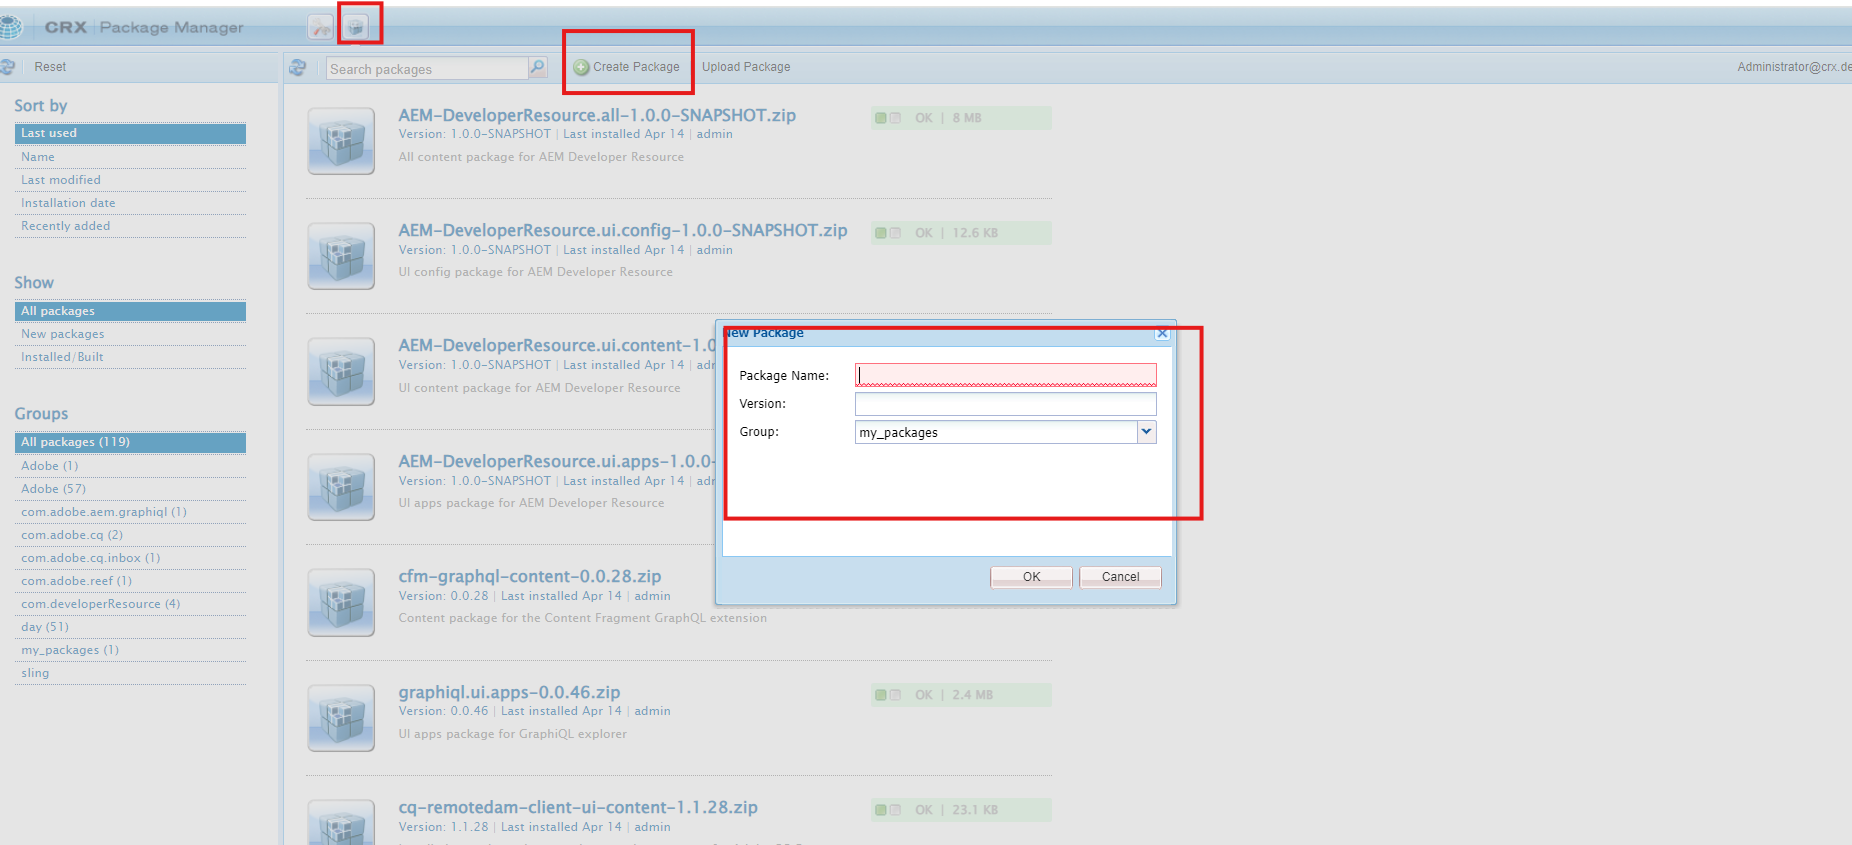 CRX Package Manager
Reset
Search packages
Create Package
Upload Package
Administrator@crx.de
Sort by
Last used
Name
Last modified
Installation date
Recently added
Show
All packages
New packages
Installed/Built
Groups
All packages (119)
Adobe (1)
Adobe (57)
com.adobe.aem.graphiql (1)
com.adobe.cq (2)
com.adobe.cq.inbox (1)
com.adobe.reef (1)
com.developerResource (4)
day (51)
my_packages (1)
sling
AEM-DeveloperResource.all-1.0.0-SNAPSHOT.zip
Version: 1.0.0-SNAPSHOT | Last installed Apr 14 | admin
All content package for AEM Developer Resource
OK | 8 MB
AEM-DeveloperResource.ui.config-1.0.0-SNAPSHOT.zip
Version: 1.0.0-SNAPSHOT | Last installed Apr 14 | admin
UI config package for AEM Developer Resource
OK | 12.6 KB
AEM-DeveloperResource.ui.content-1.0
Version: 1.0.0-SNAPSHOT | Last installed Apr 14 | adm
UI content package for AEM Developer Resource
AEM-DeveloperResource.ui.apps-1.0.0-
Version: 1.0.0-SNAPSHOT | Last installed Apr 14 | adm
UI apps package for AEM Developer Resource
cfm-graphql-content-0.0.28.zip
Version: 0.0.28 | Last installed Apr 14 | admin
Content package for the Content Fragment GraphQL extension
graphiql.ui.apps-0.0.46.zip
Version: 0.0.46 | Last installed Apr 14 | admin
UI apps package for GraphiQL explorer
OK | 2.4 MB
cq-remotedam-client-ui-content-1.1.28.zip
Version: 1.1.28 | Last installed Apr 14 | admin
OK | 23.1 KB
New Package
Package Name:
Version:
Group:
my_packages
OK
Cancel